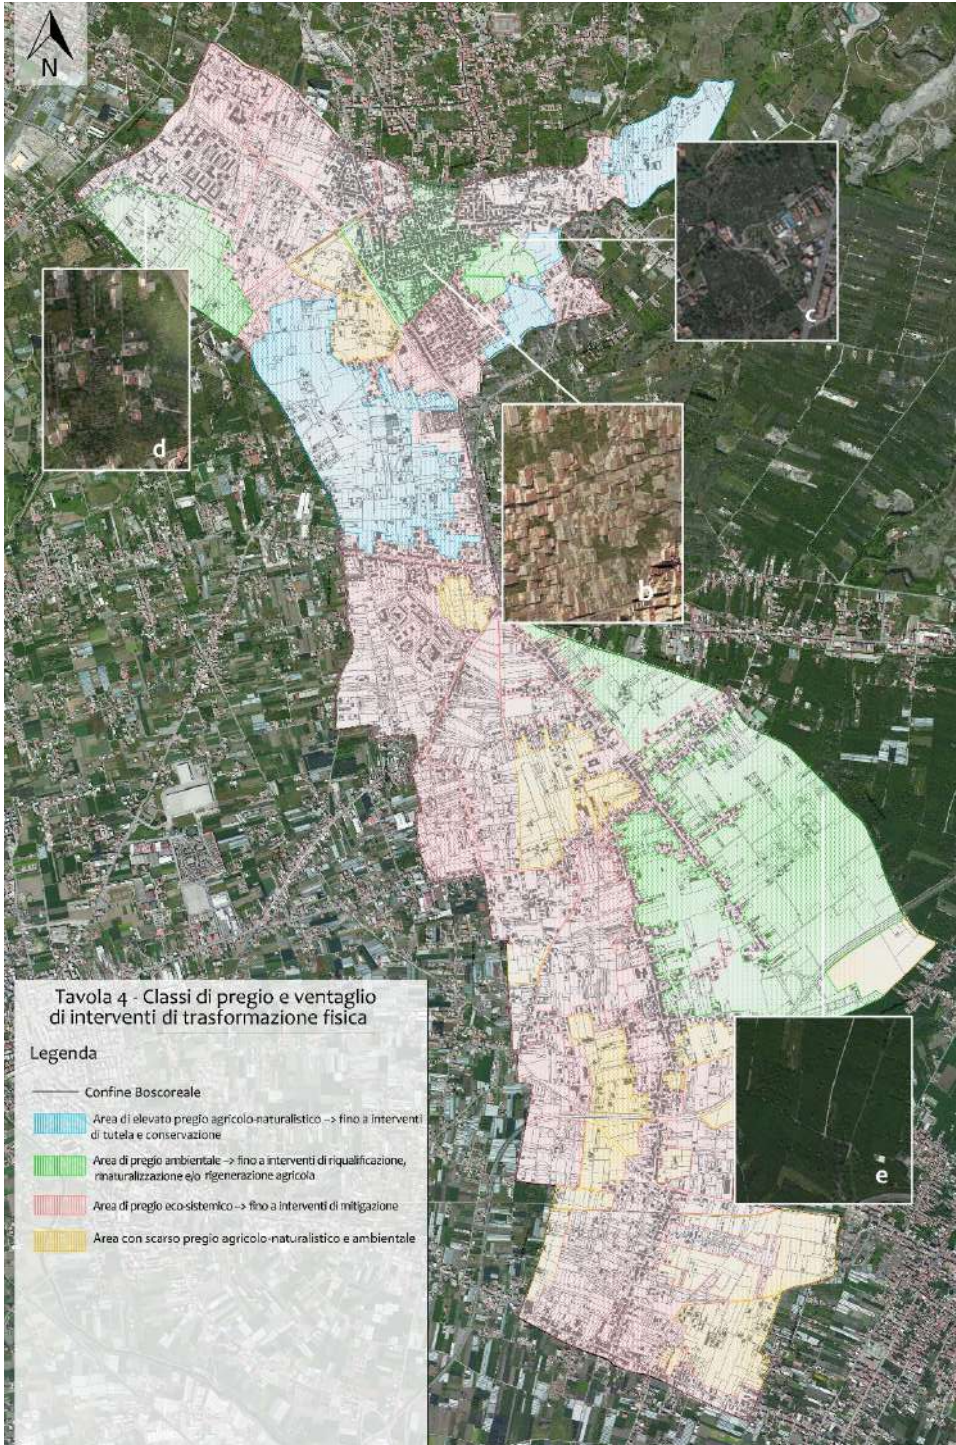 N
c
d
b
e
Tavola 4 - Classi di pregio e ventaglio
di interventi di trasformazione fisica
Legenda
Confine Boscoreale
Area di elevato pregio agricolo-naturalistico --> fino a interventi
di tutela e conservazione
Area di pregio ambientale --> fino a interventi di riqualificazione,
rinaturalizzazione e/o rigenerazione agricola
Area di pregio eco-sistemico --> fino a interventi di mitigazione
Area con scarso pregio agricolo-naturalistico e ambientale